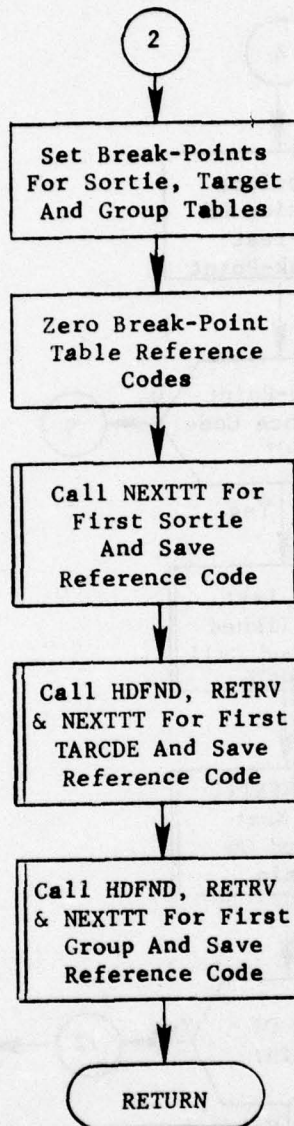 2
Set Break-Points
For Sortie, Target
And Group Tables
Zero Break-Point
Table Reference
Codes
Call NEXTTT For
First Sortie
And Save
Reference Code
Call HDFND, RETRV
& NEXTTT For First
TARCDE And Save
Reference Code
Call HDFND, RETRV
& NEXTTT For First
Group And Save
Reference Code
RETURN